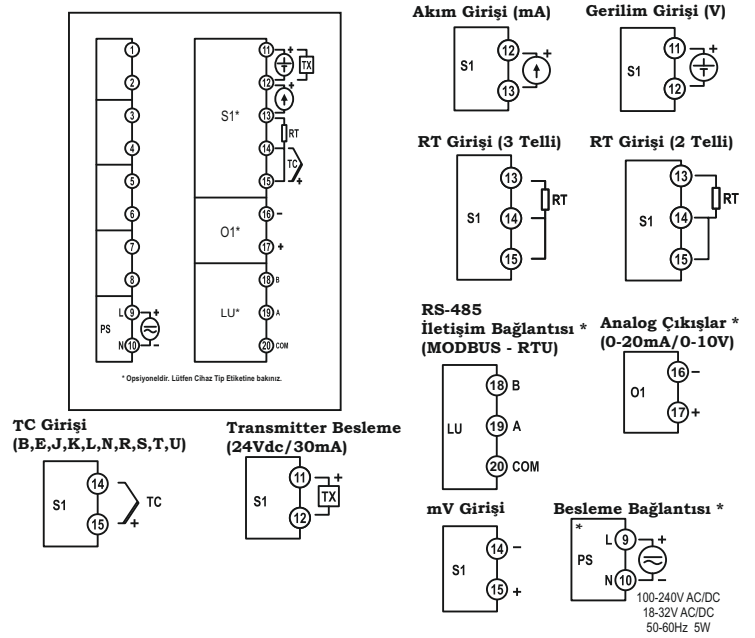 1
2
3
4
5
6
7
8
L 9 +
PS
N 10 −
11 +
TX
12
+
S1*
13
RT
14
TC
15 +
16 −
O1*
17 +
18 B
LU*
19 A
20 COM
* Opsiyoneldir. Lütfen Cihaz Tip Etiketine bakınız.
TC Girişi
(B,E,J,K,L,N,R,S,T,U)
14
S1
TC
15 +
Transmitter Besleme
(24Vdc/30mA)
11 +
S1
TX
12 −
Akım Girişi (mA)
12 +
S1
13
Gerilim Girişi (V)
11 +
S1
12
RT Girişi (3 Telli)
13
RT
S1
14
15
RT Girişi (2 Telli)
13
RT
S1
14
15
RS-485
İletişim Bağlantısı *
(MODBUS - RTU)
18 B
LU
19 A
20 COM
Analog Çıkışlar *
(0-20mA/0-10V)
16 −
O1
17 +
mV Girişi
14 −
S1
15 +
Besleme Bağlantısı *
*
L 9 +
PS
N 10 −
100-240V AC/DC
18-32V AC/DC
50-60Hz 5W